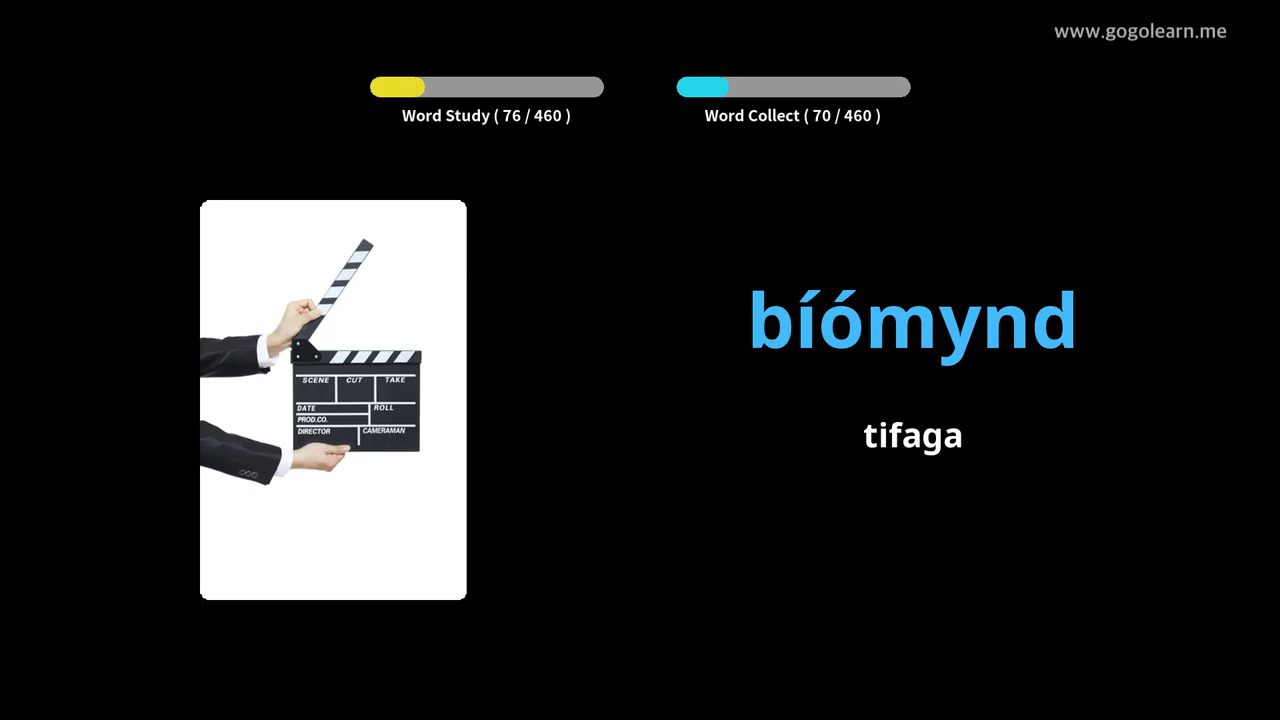 www.gogolearn.me
Word Study ( 76 / 460 )
Word Collect ( 70 / 460 )
bíómynd
tifaga
SCENE CUT TAKE
DATE ROLL
PROD.CO.
DIRECTOR CAMERAMAN